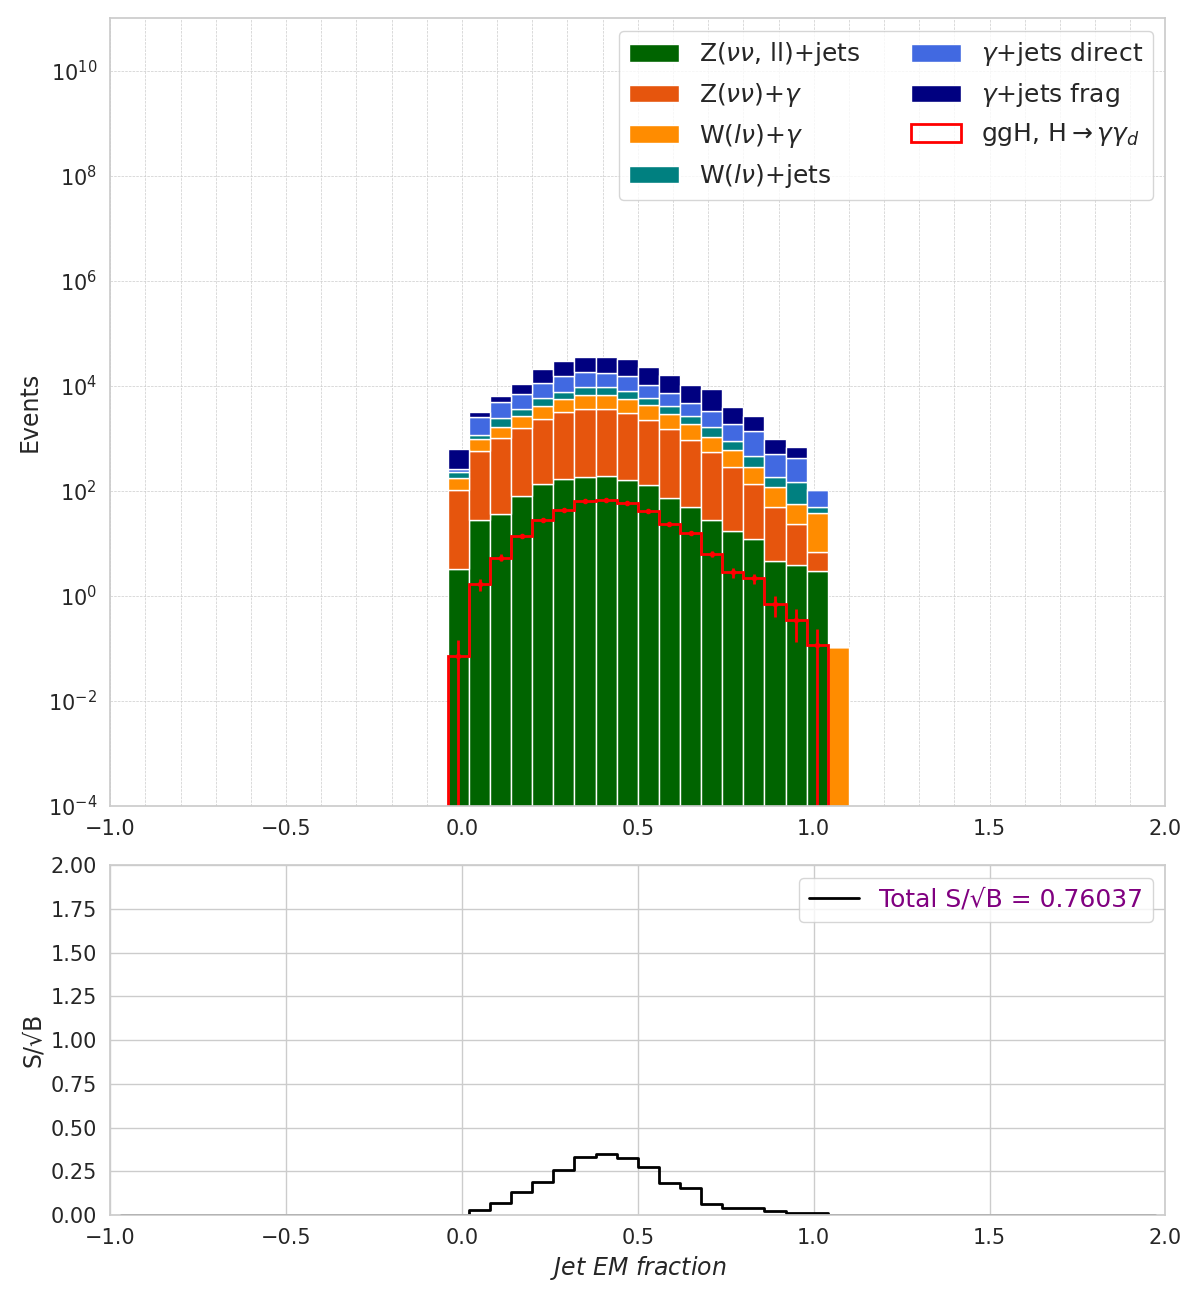 Z(νν, ll)+jets
Z(νν)+γ
W(lν)+γ
W(lν)+jets
γ+jets direct
γ+jets frag
ggH, H→γγ_d
Events
10^10
10^8
10^6
10^4
10^2
10^0
10^−2
10^−4
−1.0 −0.5 0.0 0.5 1.0 1.5 2.0
Total S/√B = 0.76037
S/√B
2.00
1.75
1.50
1.25
1.00
0.75
0.50
0.25
0.00
−1.0 −0.5 0.0 0.5 1.0 1.5 2.0
Jet EM fraction